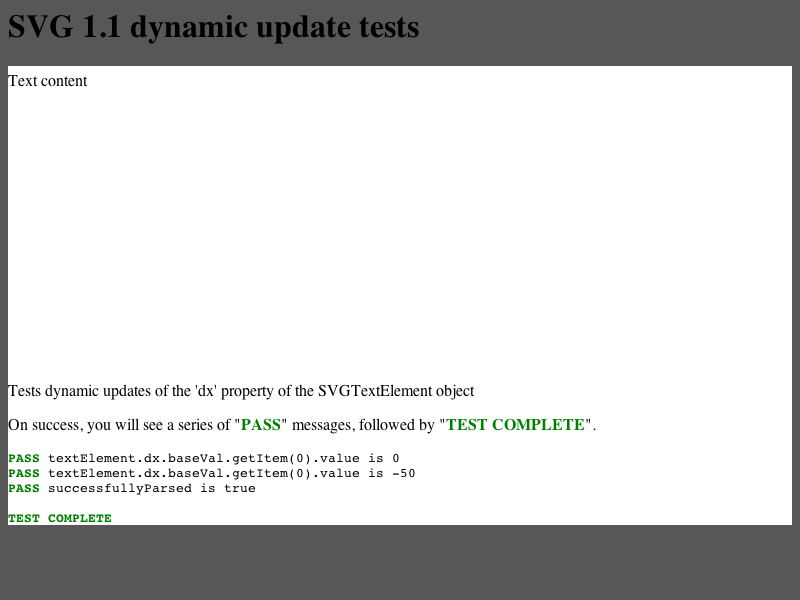 SVG 1.1 dynamic update tests
Text content
Tests dynamic updates of the 'dx' property of the SVGTextElement object
On success, you will see a series of "PASS" messages, followed by "TEST COMPLETE".
PASS textElement.dx.baseVal.getItem(0).value is 0
PASS textElement.dx.baseVal.getItem(0).value is -50
PASS successfullyParsed is true
TEST COMPLETE